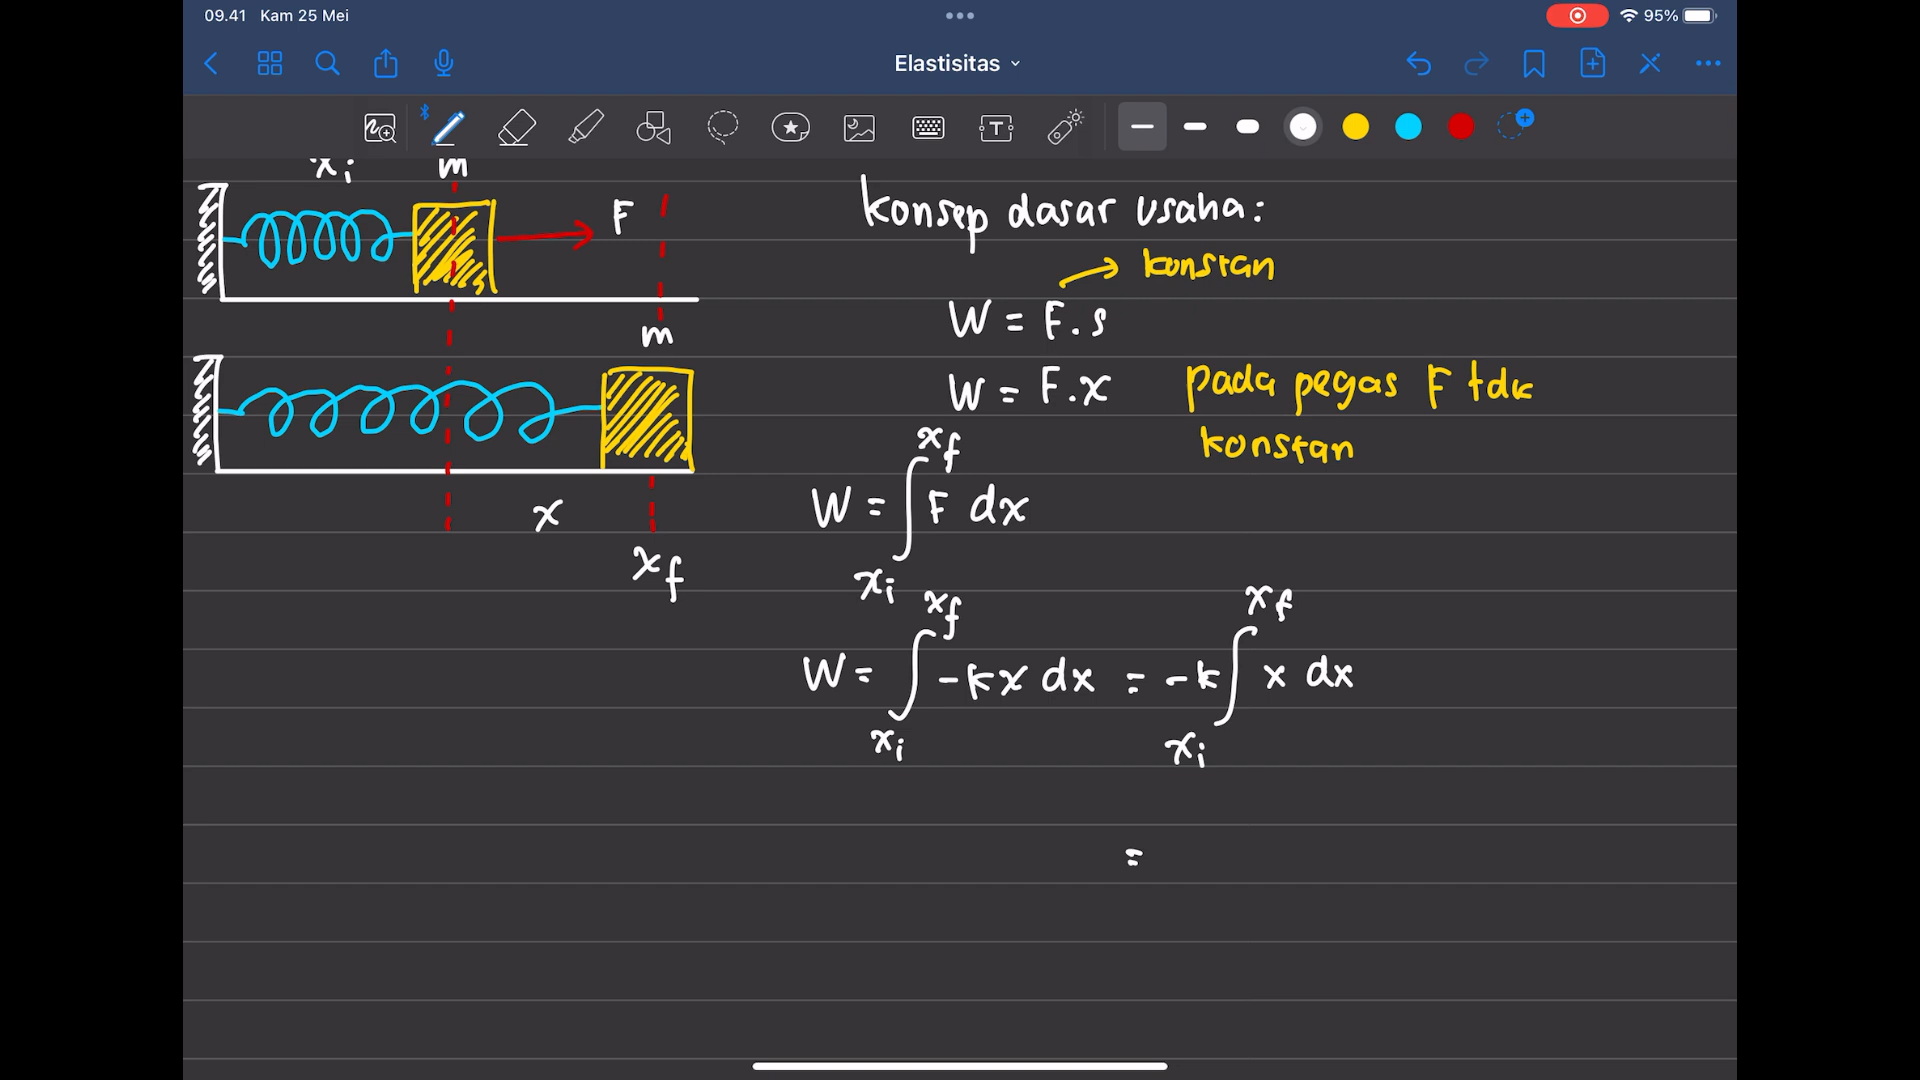 09.41 Kam 25 Mei
95%
Elastisitas
T
xi m
F
m
x
xf
konsep dasar usaha:
konstan
W = F. s
W = F. x pada pegas F tdk
konstan
xf
W = ∫ F dx
xi
xf xf
W = ∫ -kx dx = -k ∫ x dx
xi xi
=